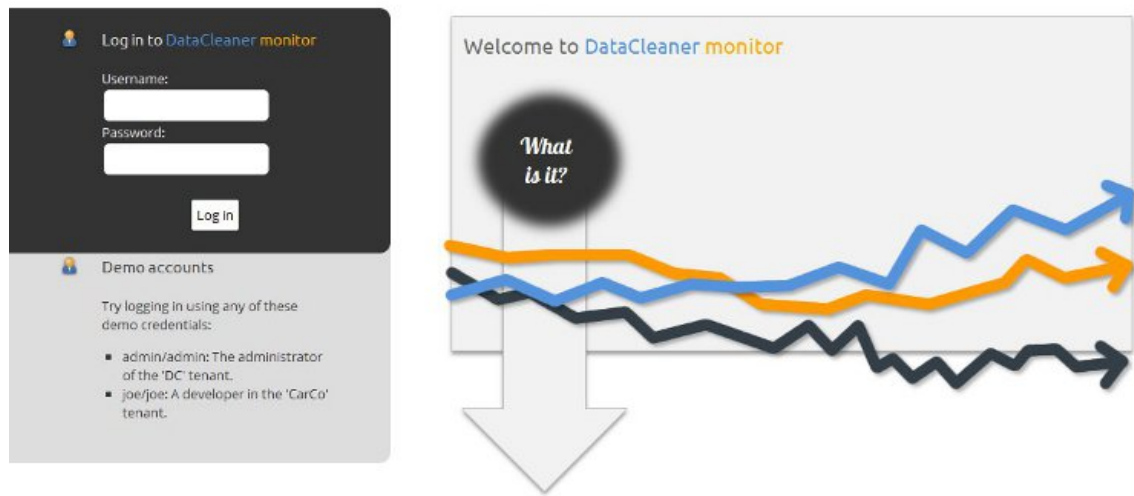 Log in to DataCleaner monitor
Username:
Password:
Log in
Demo accounts
Try logging in using any of these
demo credentials:
admin/admin: The administrator
of the 'DC' tenant.
joe/joe: A developer in the 'CarCo'
tenant.
Welcome to DataCleaner monitor
What
is it?